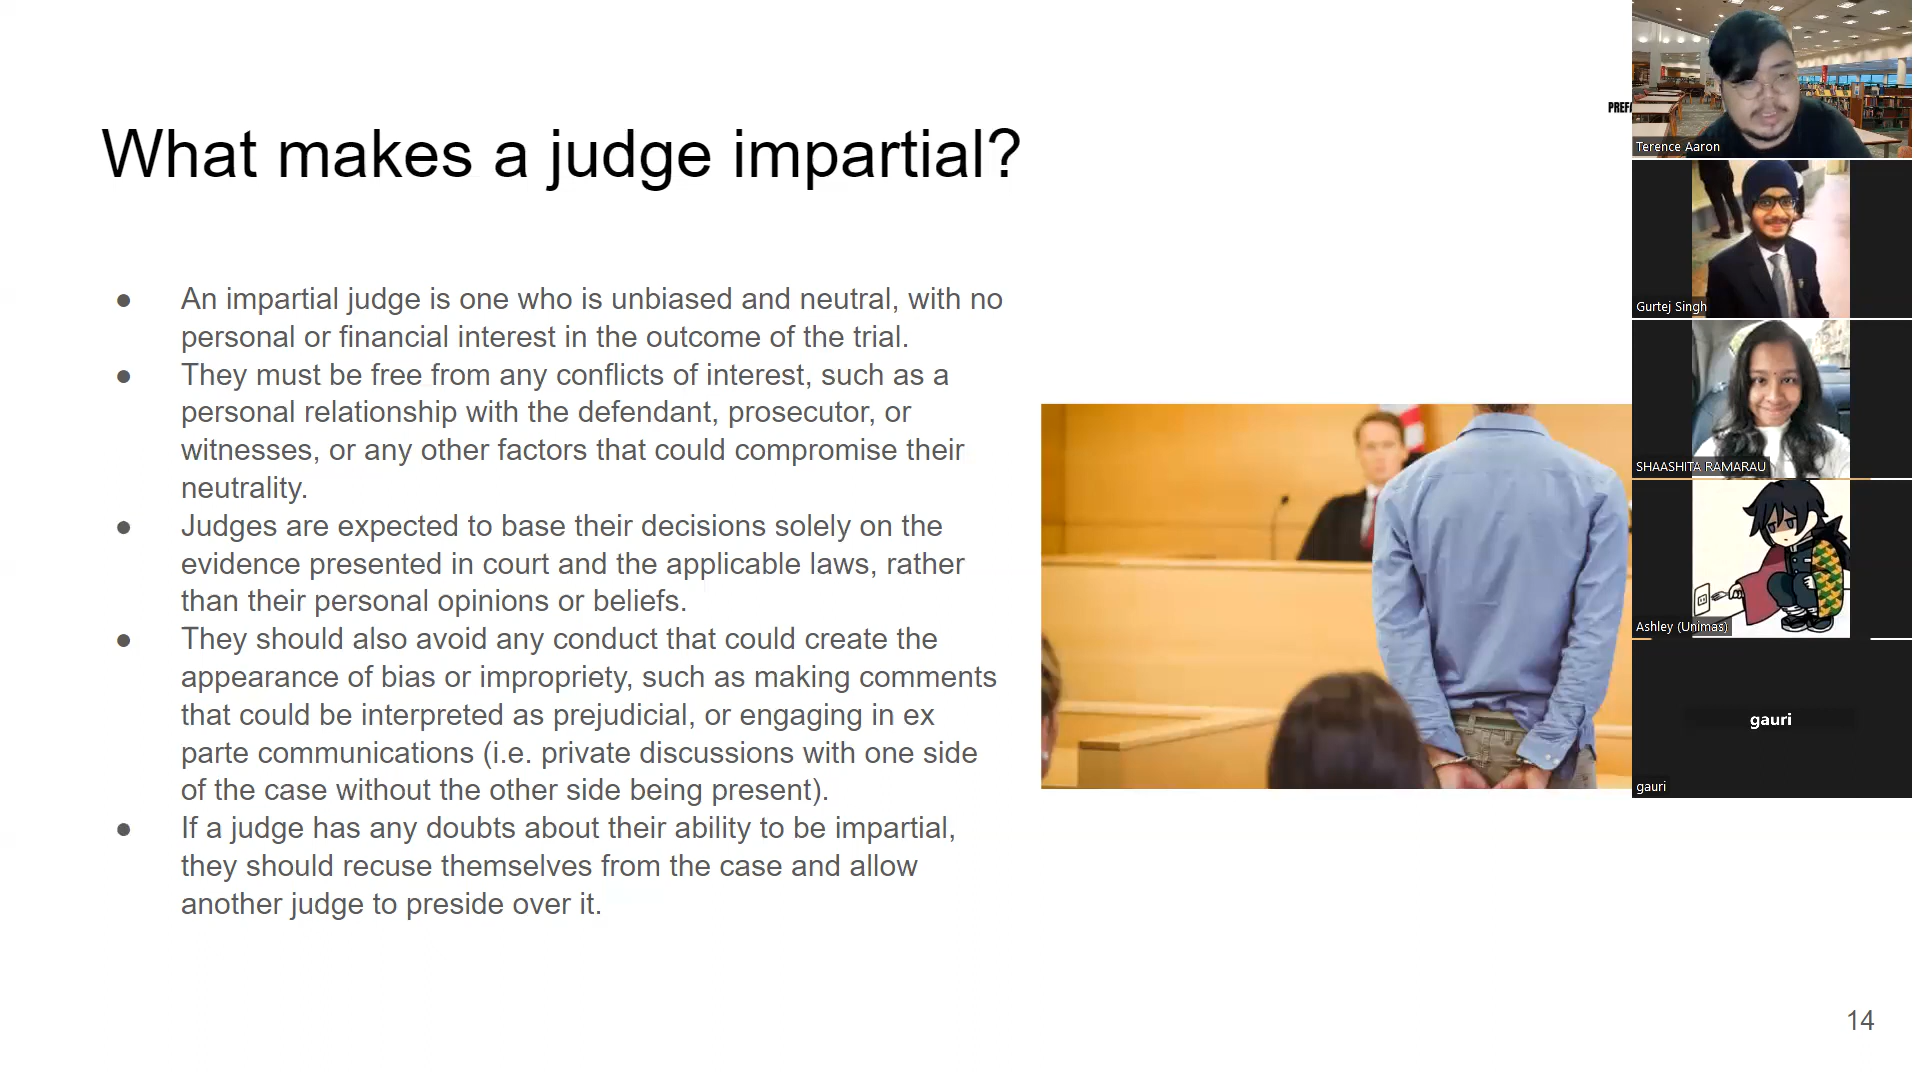 What makes a judge impartial?
● An impartial judge is one who is unbiased and neutral, with no
personal or financial interest in the outcome of the trial.
● They must be free from any conflicts of interest, such as a
personal relationship with the defendant, prosecutor, or
witnesses, or any other factors that could compromise their
neutrality.
● Judges are expected to base their decisions solely on the
evidence presented in court and the applicable laws, rather
than their personal opinions or beliefs.
● They should also avoid any conduct that could create the
appearance of bias or impropriety, such as making comments
that could be interpreted as prejudicial, or engaging in ex
parte communications (i.e. private discussions with one side
of the case without the other side being present).
● If a judge has any doubts about their ability to be impartial,
they should recuse themselves from the case and allow
another judge to preside over it.
14
Terence Aaron
Gurtej Singh
SHAASHITA RAMARAU
Ashley (Unimas)
gauri
gauri